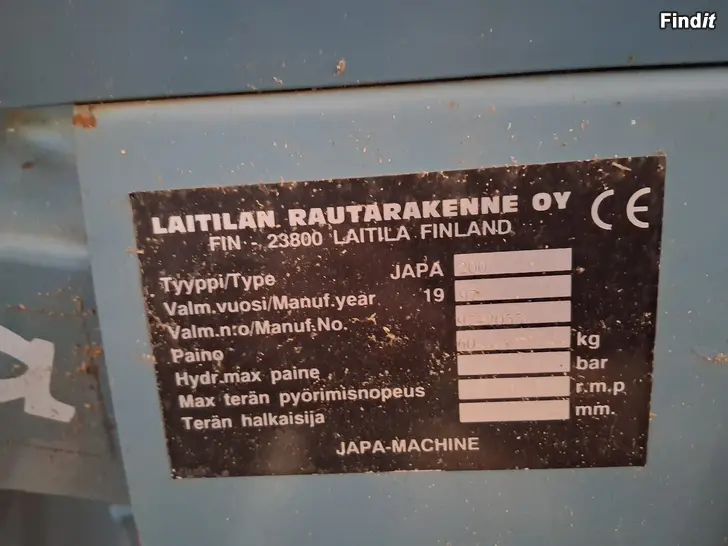 Findit
LAITILAN RAUTARAKENNE OY CE
FIN - 23800 LAITILA FINLAND
Tyyppi/Type JAPA
Valm.vuosi/Manuf.year 19
Valm.n:o/Manuf.No.
Paino kg
Hydr.max paine bar
Max terän pyörimisnopeus r.m.p
Terän halkaisija mm.
JAPA-MACHINE